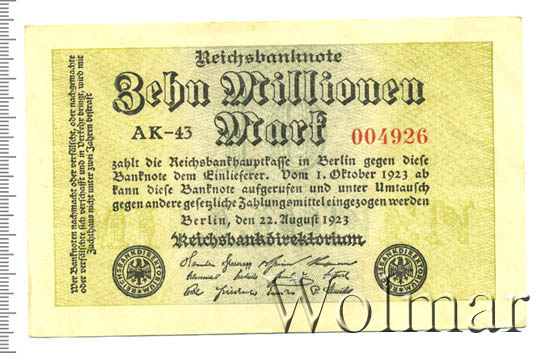 Reichsbanknote
Zehn Millionen
Mark
AK-43
004926
zahlt die Reichsbankhauptkasse in Berlin gegen diese
Banknote dem Einlieferer. Vom 1. Oktober 1923 ab
kann diese Banknote aufgerufen und unter Umtausch
gegen andere gesetzliche Zahlungsmittel eingezogen werden
Berlin, den 22. August 1923
Reichsbankdirektorium
Wer Banknoten nachmacht oder verfälscht, oder nachgemachte
oder verfälschte sich verschafft und in Verkehr bringt, wird mit
Zuchthaus nicht unter zwei Jahren bestraft
REICHSBANKDIREKTORIUM
REICHSBANKDIREKTORIUM
Wolmar